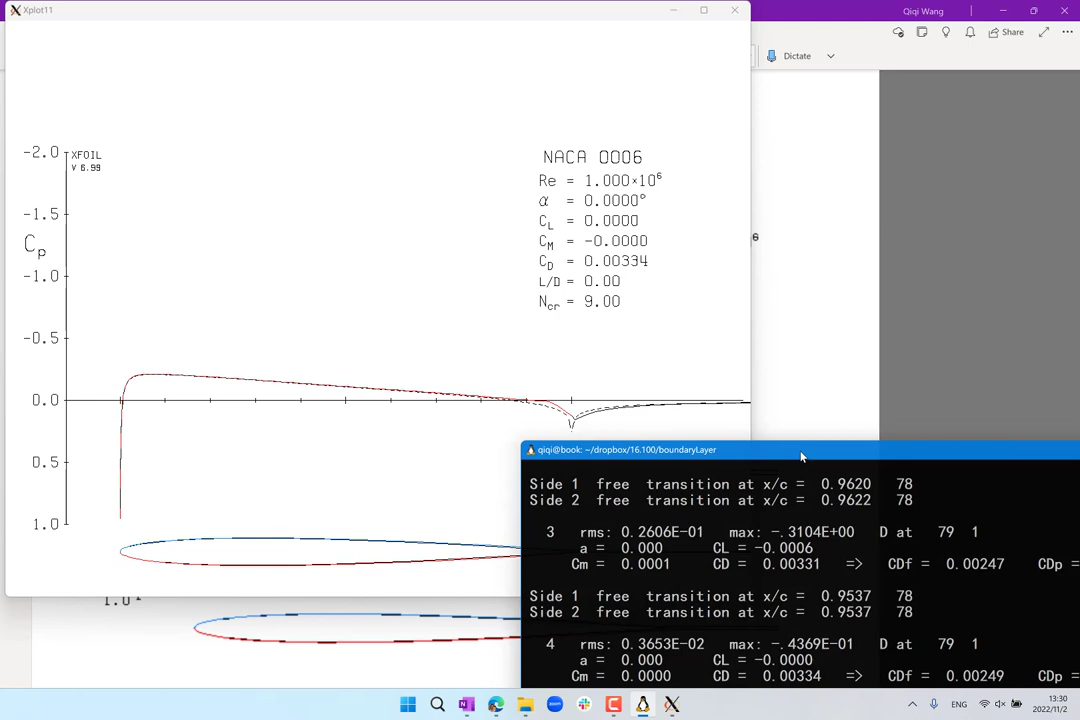 Xplot11
Qiqi Wang
Share
Dictate
-2.0
XFOIL
V 6.99
-1.5
Cp
-1.0
-0.5
0.0
0.5
1.0
NACA 0006
Re = 1.000×10⁶
α = 0.0000°
CL = 0.0000
CM = -0.0000
CD = 0.00334
L/D = 0.00
Ncr = 9.00
6
1.0
qiqi@book: ~/dropbox/16.100/boundaryLayer
Side 1 free transition at x/c = 0.9620 78
Side 2 free transition at x/c = 0.9622 78
3 rms: 0.2606E-01 max: -.3104E+00 D at 79 1
a = 0.000 CL = -0.0006
Cm = 0.0001 CD = 0.00331 => CDf = 0.00247 CDp =
Side 1 free transition at x/c = 0.9537 78
Side 2 free transition at x/c = 0.9537 78
4 rms: 0.3653E-02 max: -.4369E-01 D at 79 1
a = 0.000 CL = -0.0000
Cm = 0.0000 CD = 0.00334 => CDf = 0.00249 CDp =
ENG
13:30
2022/11/2